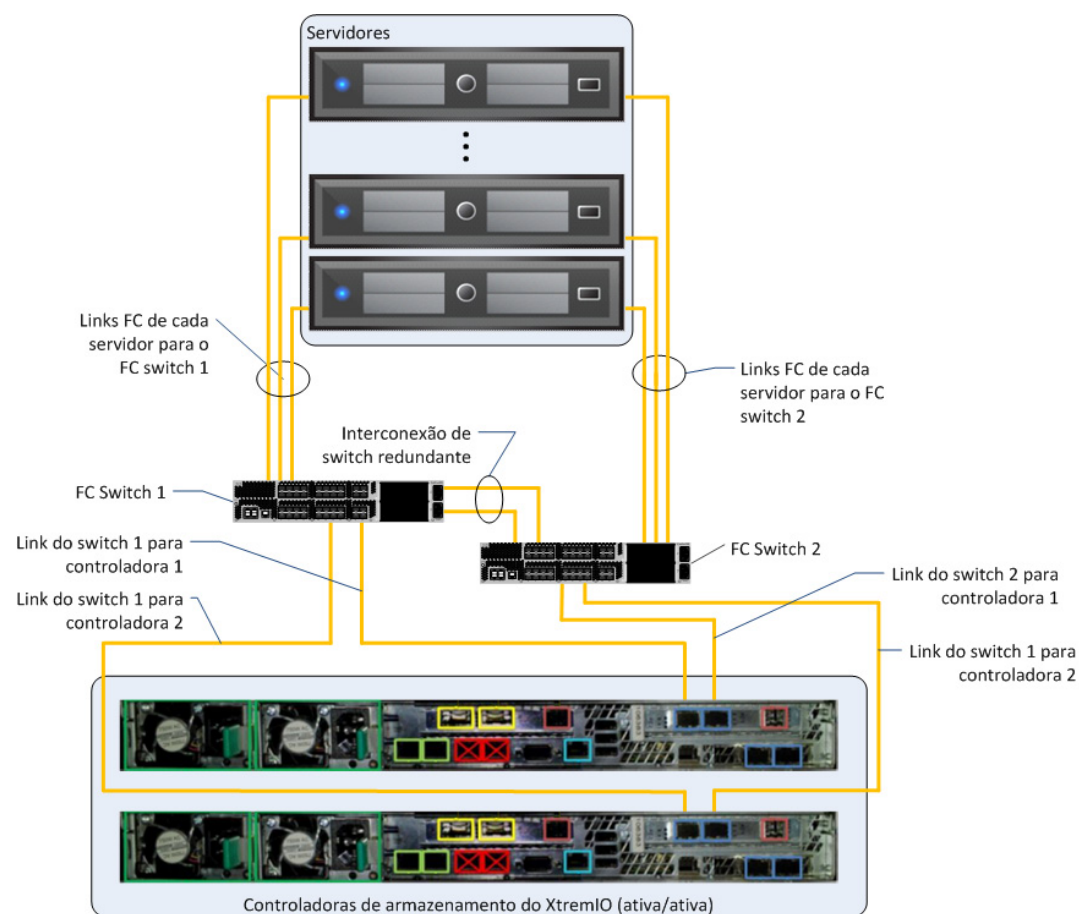 Servidores
Links FC de cada
servidor para o
FC switch 1
Links FC de cada
servidor para o FC
switch 2
Interconexão de
switch redundante
FC Switch 1
FC Switch 2
Link do switch 1 para
controladora 1
Link do switch 2 para
controladora 1
Link do switch 1 para
controladora 2
Link do switch 1 para
controladora 2
Controladoras de armazenamento do XtremIO (ativa/ativa)